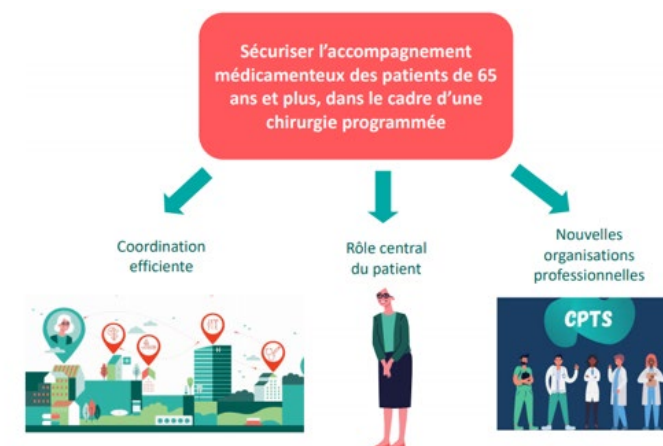 Sécuriser l’accompagnement
médicamenteux des patients de 65
ans et plus, dans le cadre d’une
chirurgie programmée
Coordination
efficiente
Rôle central
du patient
Nouvelles
organisations
professionnelles
CPTS